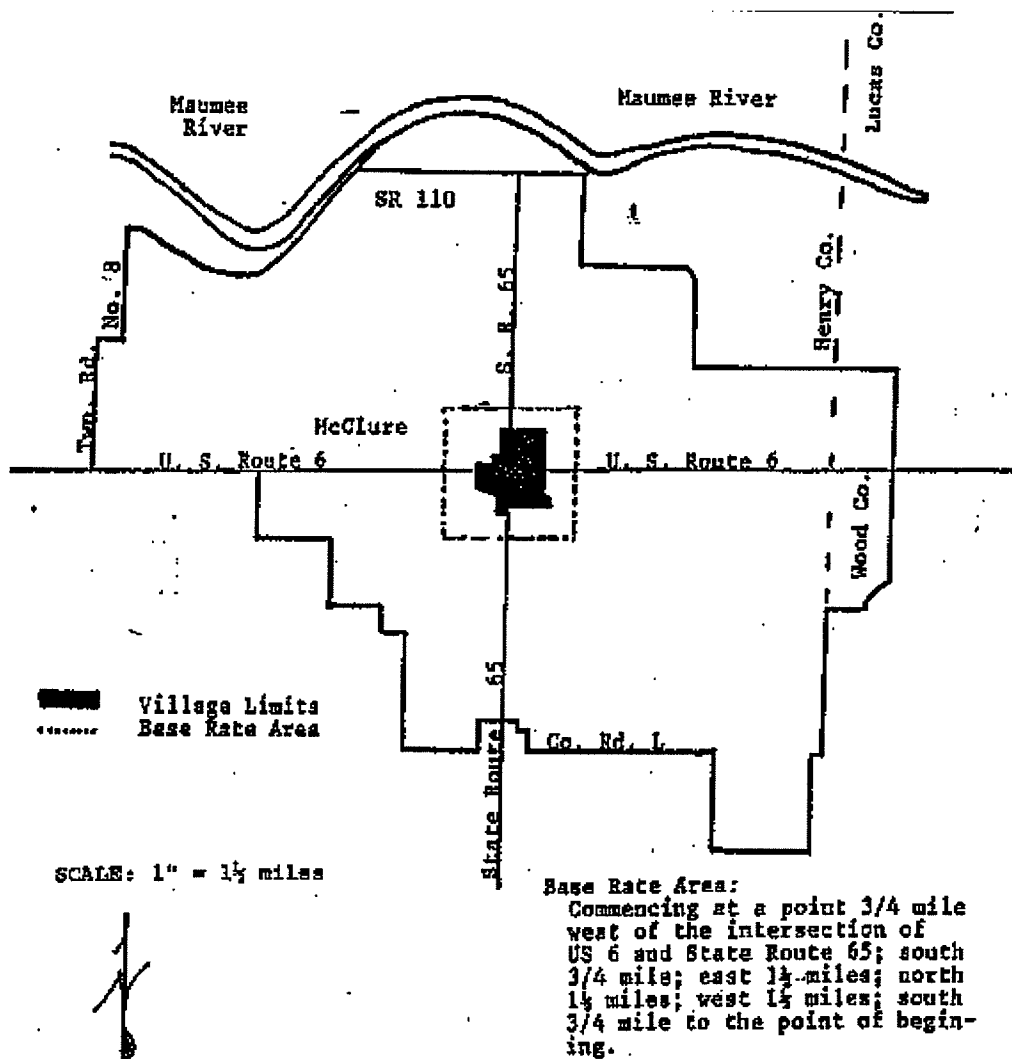 Lucas Co.
Maumee
River
Maumee River
SR 110
S. R. 65
Henry Co.
Twn. Rd. No. 8
McClure
U. S. Route 6
U. S. Route 6
Wood Co.
Village Limits
Base Rate Area
State Route 65
Co. Rd. L
SCALE: 1" = 1½ miles
Base Rate Area:
Commencing at a point 3/4 mile
west of the intersection of
US 6 and State Route 65; south
3/4 mile; east 1½ miles; north
1½ miles; west 1½ miles; south
3/4 mile to the point of begin-
ing.